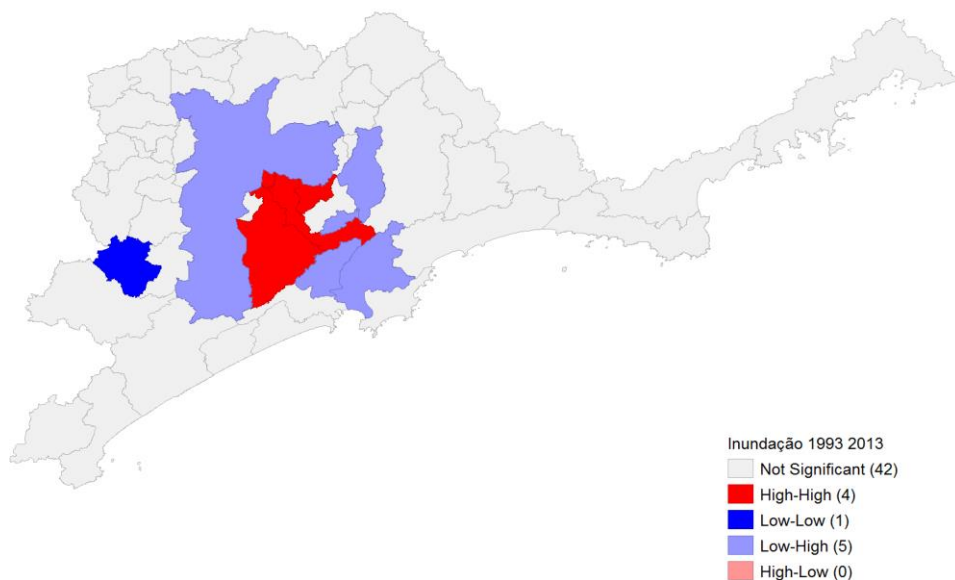 Inundação 1993 2013
Not Significant (42)
High-High (4)
Low-Low (1)
Low-High (5)
High-Low (0)